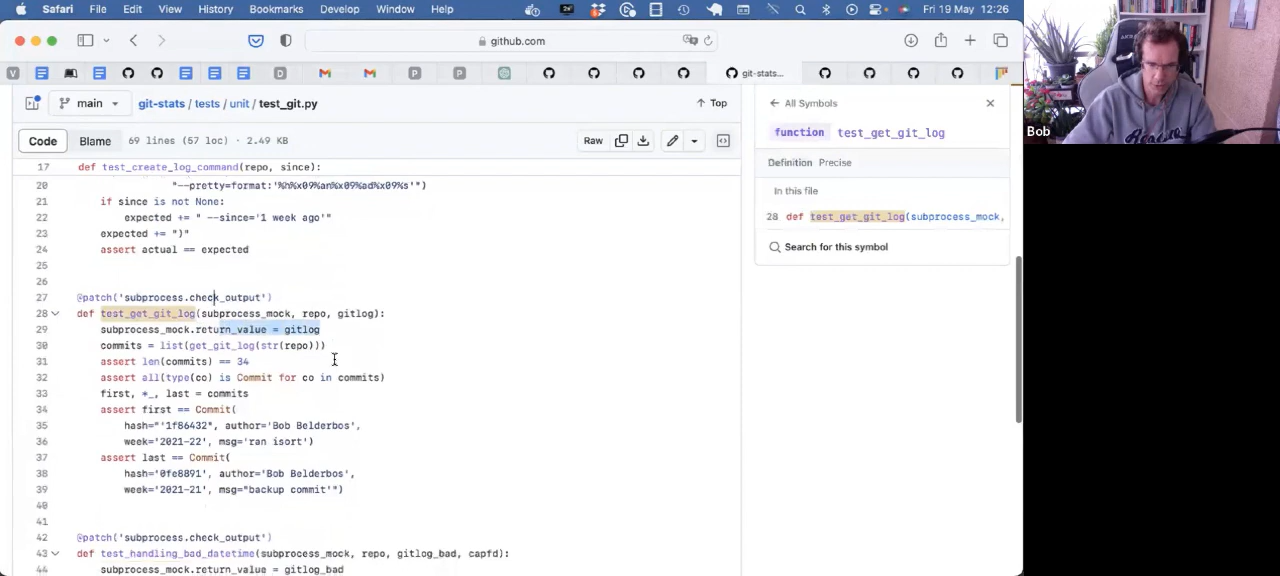 Safari File Edit View History Bookmarks Develop Window Help Fri 19 May 12:26
github.com
git-stats...
main git-stats / tests / unit / test_git.py Top
Code Blame 69 lines (57 loc) · 2.49 KB Raw
17 def test_create_log_command(repo, since):
20 "--pretty=format:'%h%x09%an%x09%ad%x09%s'")
21 if since is not None:
22 expected += " --since='1 week ago'"
23 expected += ")"
24 assert actual == expected
25
26
27 @patch('subprocess.check_output')
28 def test_get_git_log(subprocess_mock, repo, gitlog):
29 subprocess_mock.return_value = gitlog
30 commits = list(get_git_log(str(repo)))
31 assert len(commits) == 34
32 assert all(type(co) is Commit for co in commits)
33 first, *_, last = commits
34 assert first == Commit(
35 hash="'1f86432", author='Bob Belderbos',
36 week='2021-22', msg='ran isort')
37 assert last == Commit(
38 hash='0fe8891', author='Bob Belderbos',
39 week='2021-21', msg="backup commit'")
40
41
42 @patch('subprocess.check_output')
43 def test_handling_bad_datetime(subprocess_mock, repo, gitlog_bad, capfd):
44 subprocess_mock.return_value = gitlog_bad
All Symbols
function test_get_git_log
Definition Precise
In this file
28 def test_get_git_log(subprocess_mock,
Search for this symbol
Bob